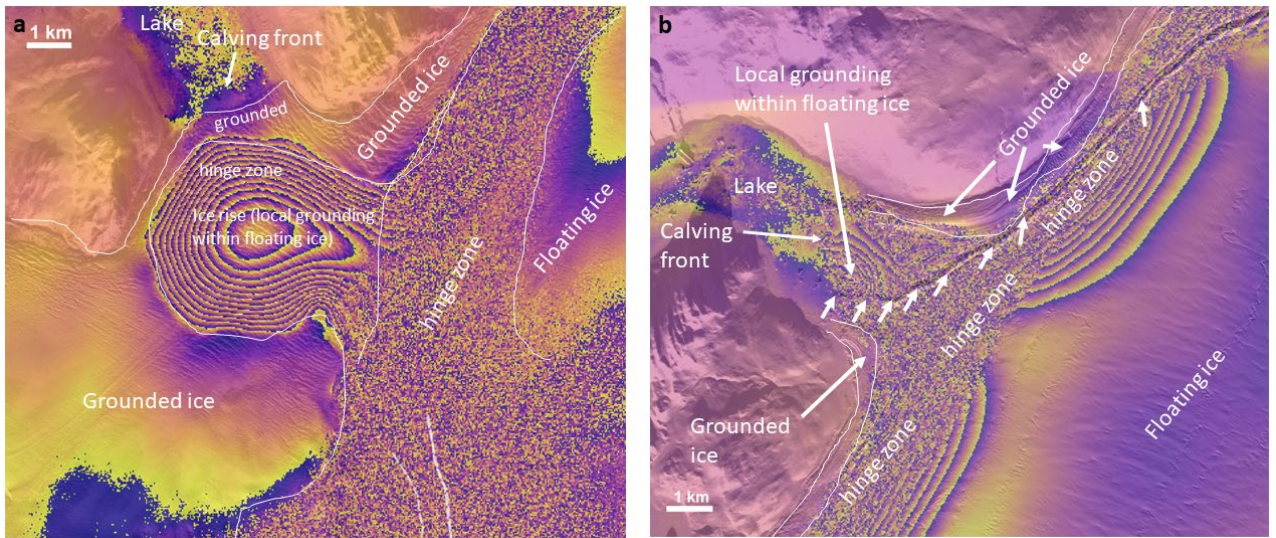 a
1 km
Lake
Calving front
grounded
Grounded ice
hinge zone
Ice rise (local grounding
within floating ice)
hinge zone
Floating ice
Grounded ice
b
Local grounding
within floating ice
Grounded ice
Lake
hinge zone
Calving
front
hinge zone
Floating ice
Grounded
ice
hinge zone
1 km